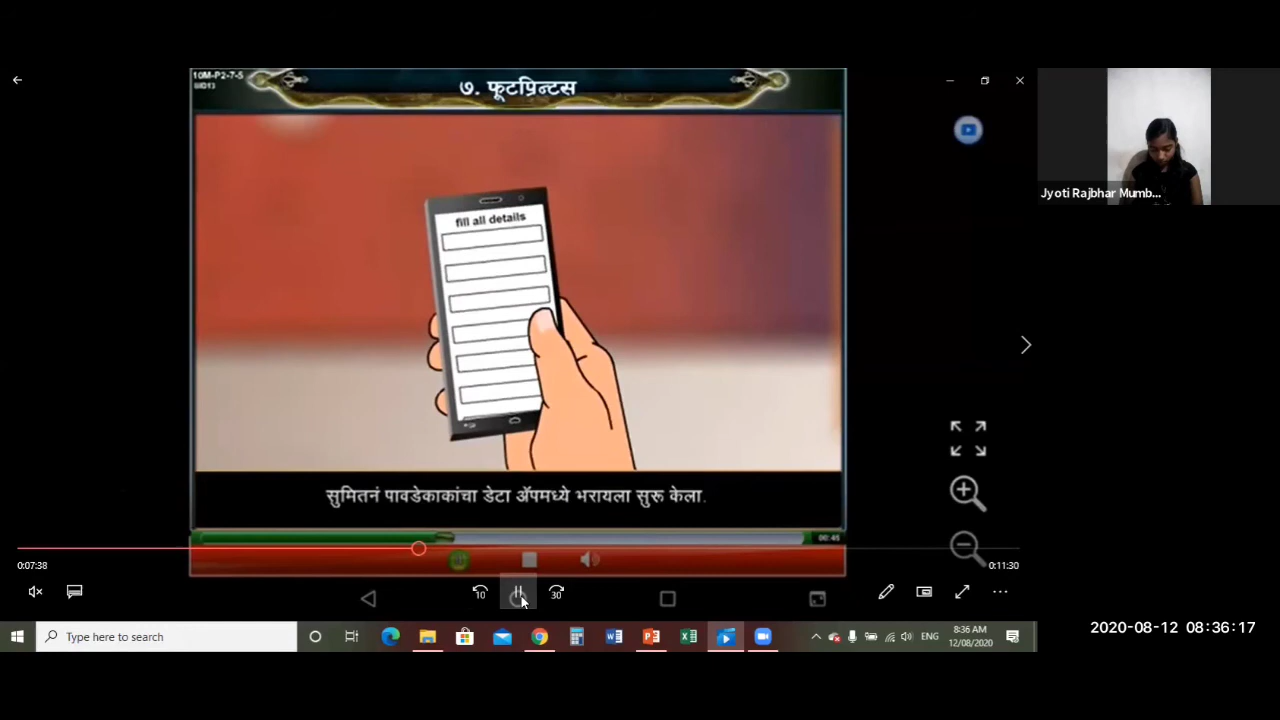 10M-P2-7-5
७. फूटप्रिन्टस
fill all details
सुमितनं पावडेकाकांचा डेटा ॲपमध्ये भरायला सुरू केला.
00:45
0:07:38
0:11:30
10
30
Type here to search
ENG
8:36 AM
12/08/2020
Jyoti Rajbhar Mumb...
2020-08-12 08:36:17